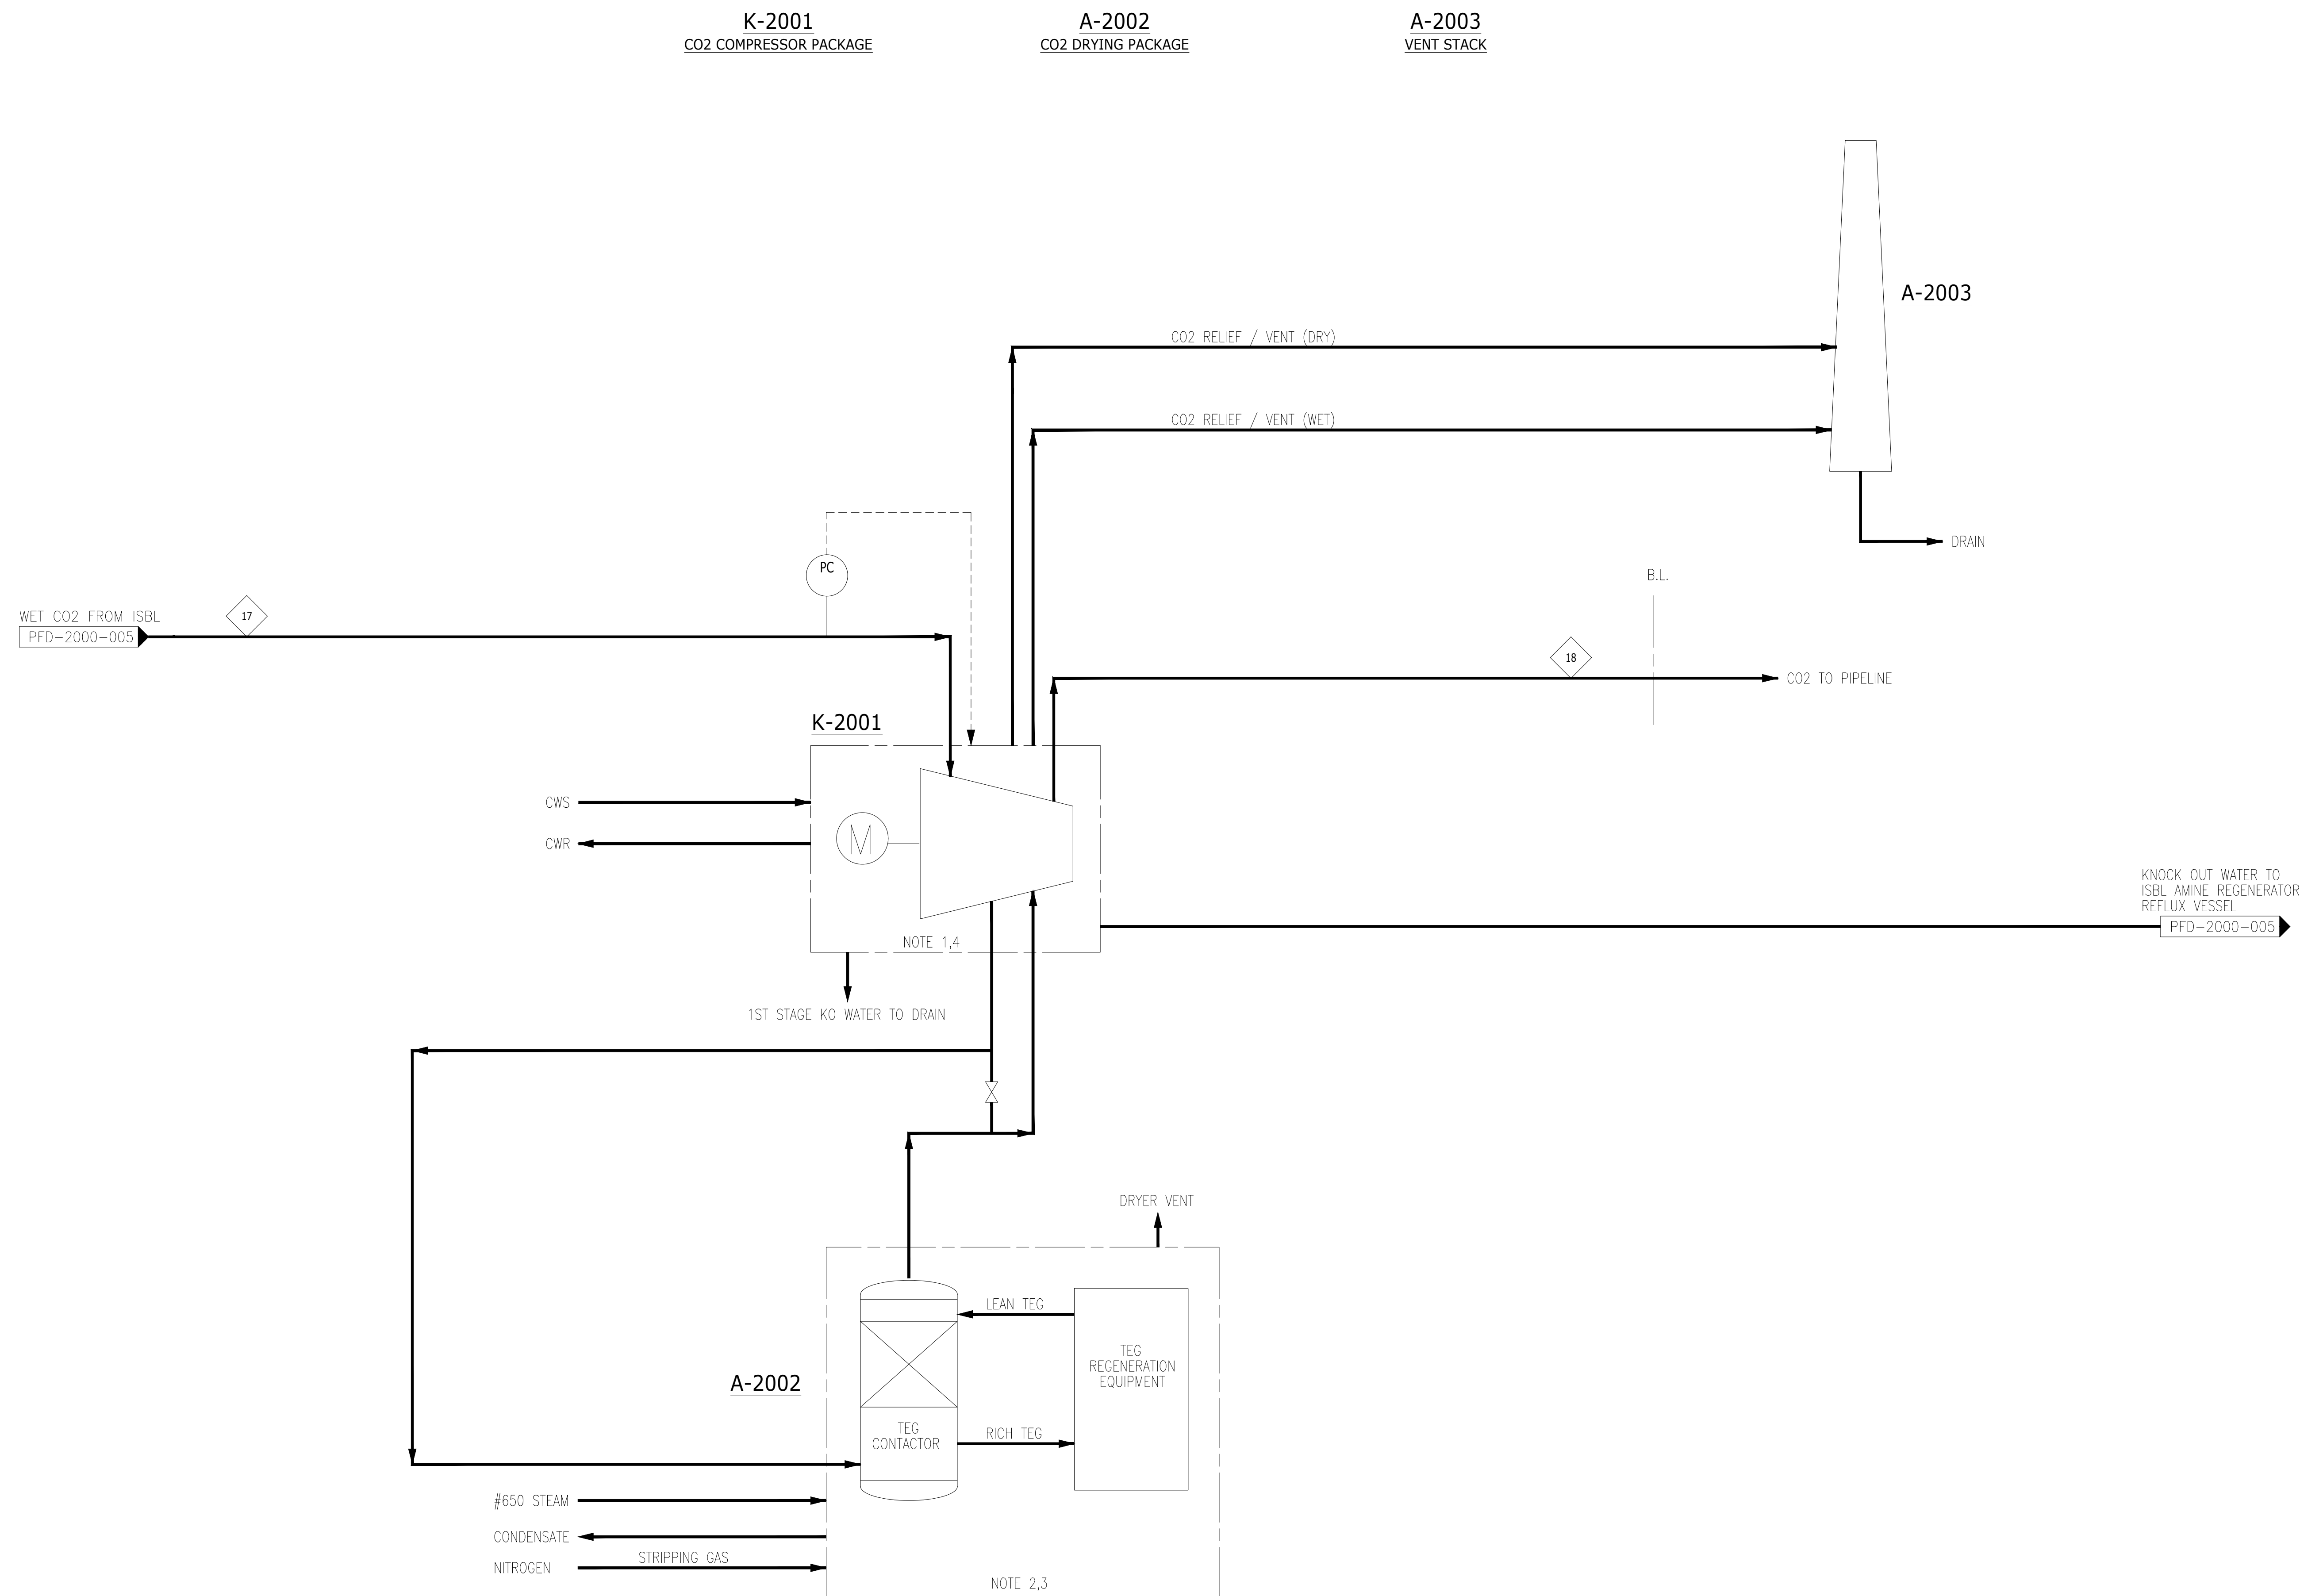 K-2001
CO2 COMPRESSOR PACKAGE
A-2002
CO2 DRYING PACKAGE
A-2003
VENT STACK
A-2003
CO2 RELIEF / VENT (DRY)
CO2 RELIEF / VENT (WET)
DRAIN
PC
B.L.
WET CO2 FROM ISBL
PFD-2000-005
17
18
CO2 TO PIPELINE
K-2001
CWS
CWR
M
NOTE 1,4
KNOCK OUT WATER TO
ISBL AMINE REGENERATOR
REFLUX VESSEL
PFD-2000-005
1ST STAGE KO WATER TO DRAIN
DRYER VENT
LEAN TEG
TEG
REGENERATION
EQUIPMENT
A-2002
TEG
CONTACTOR
RICH TEG
#650 STEAM
CONDENSATE
NITROGEN
STRIPPING GAS
NOTE 2,3